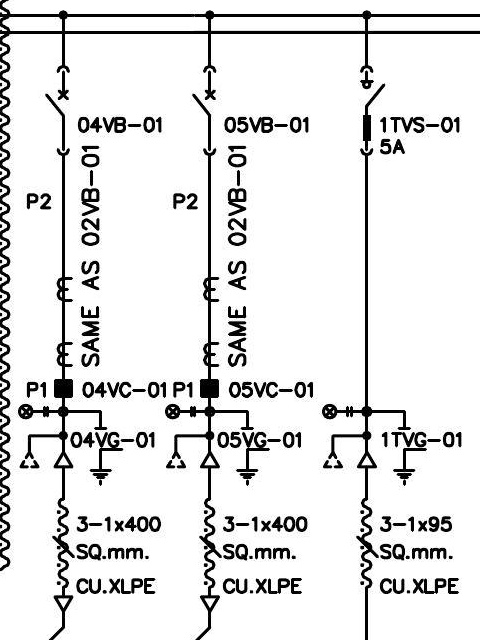 04VB-01
05VB-01
1TVS-01
5A
P2
SAME AS 02VB-01
P2
SAME AS 02VB-01
P1
04VC-01
P1
05VC-01
04VG-01
05VG-01
1TVG-01
3-1x400
SQ.mm.
CU.XLPE
3-1x400
SQ.mm.
CU.XLPE
3-1x95
SQ.mm.
CU.XLPE